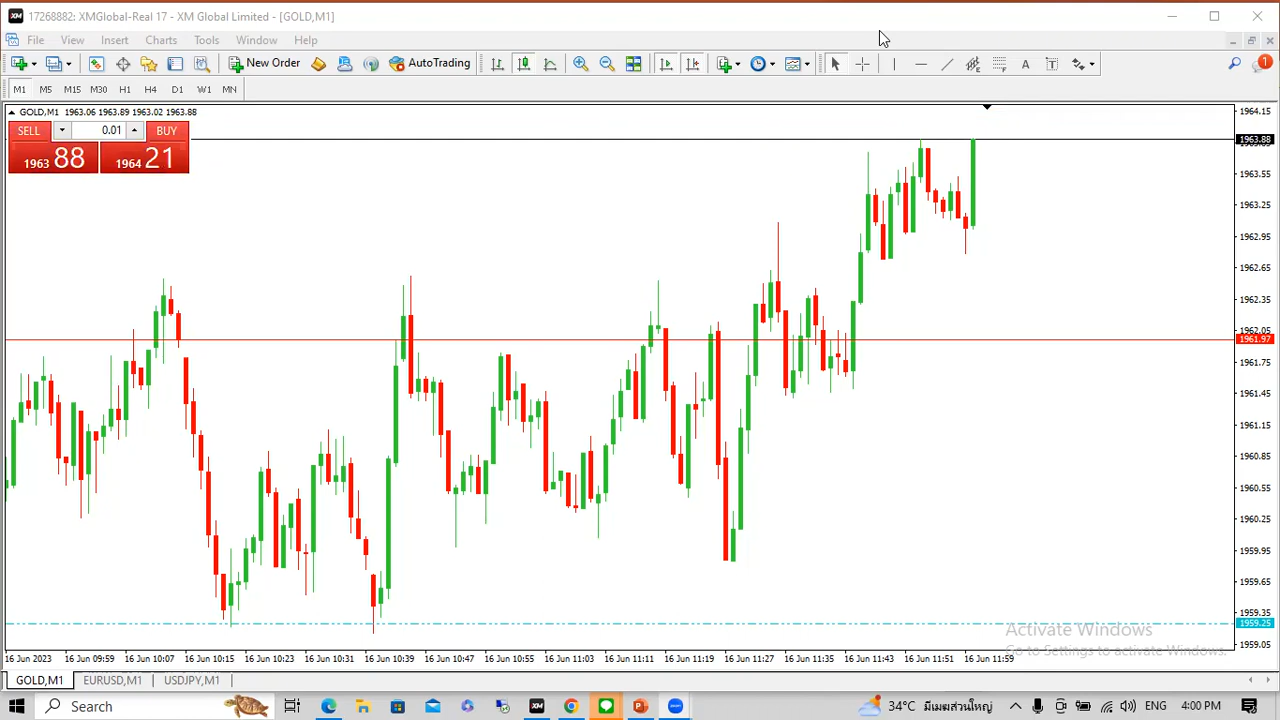 17268882: XMGlobal-Real 17 - XM Global Limited - [GOLD,M1]
File View Insert Charts Tools Window Help
New Order AutoTrading
1
M1 M5 M15 M30 H1 H4 D1 W1 MN
GOLD,M1 1963.06 1963.89 1963.02 1963.88
SELL 0.01 BUY
1963 88 1964 21
1964.15
1963.88
1963.55
1963.25
1962.95
1962.65
1962.35
1962.05
1961.97
1961.75
1961.45
1961.15
1960.85
1960.55
1960.25
1959.95
1959.65
1959.35
1959.25
1959.05
Activate Windows
Go to Settings to activate Windows.
16 Jun 2023 16 Jun 09:59 16 Jun 10:07 16 Jun 10:15 16 Jun 10:23 16 Jun 10:31 16 Jun 10:39 16 Jun 10:47 16 Jun 10:55 16 Jun 11:03 16 Jun 11:11 16 Jun 11:19 16 Jun 11:27 16 Jun 11:35 16 Jun 11:43 16 Jun 11:51 16 Jun 11:59
GOLD,M1 EURUSD,M1 USDJPY,M1
Search 34°C มีเมฆส่วนใหญ่ ENG 4:00 PM